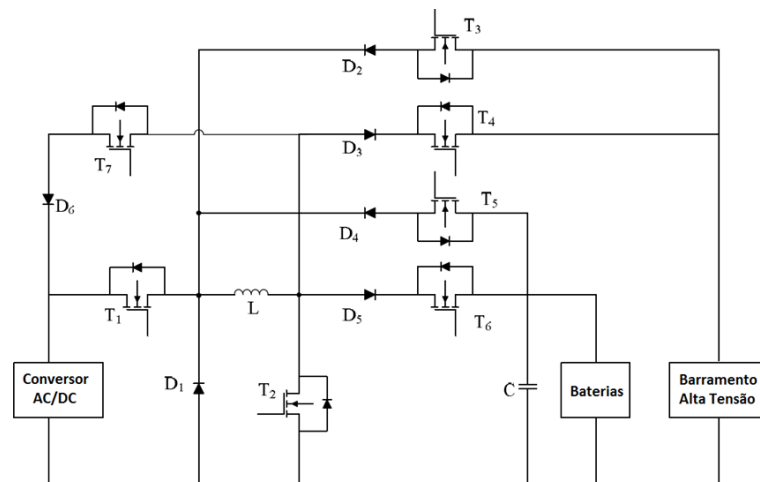 T3
D2
T4
T7
D3
D6
T5
D4
T1
L
D5
T6
Conversor
AC/DC
D1
T2
C
Baterias
Barramento
Alta Tensão